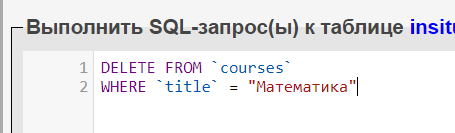 Выполнить SQL-запрос(ы) к таблице insitu
1 DELETE FROM `courses`
2 WHERE `title` = "Математика"